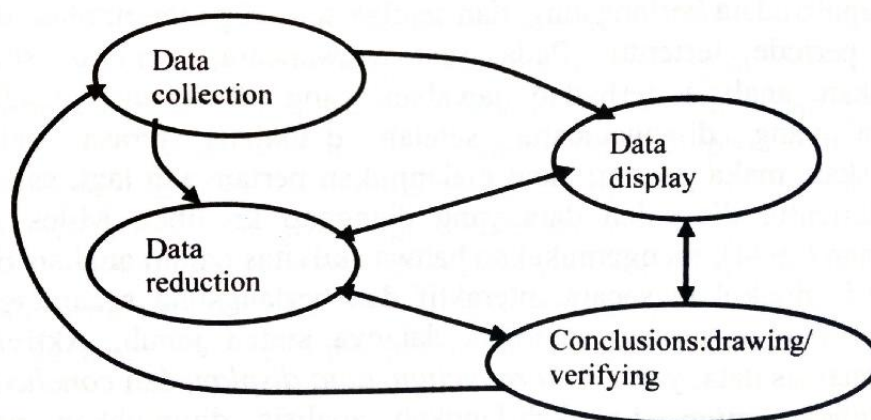 Data
collection
Data
display
Data
reduction
Conclusions:drawing/
verifying